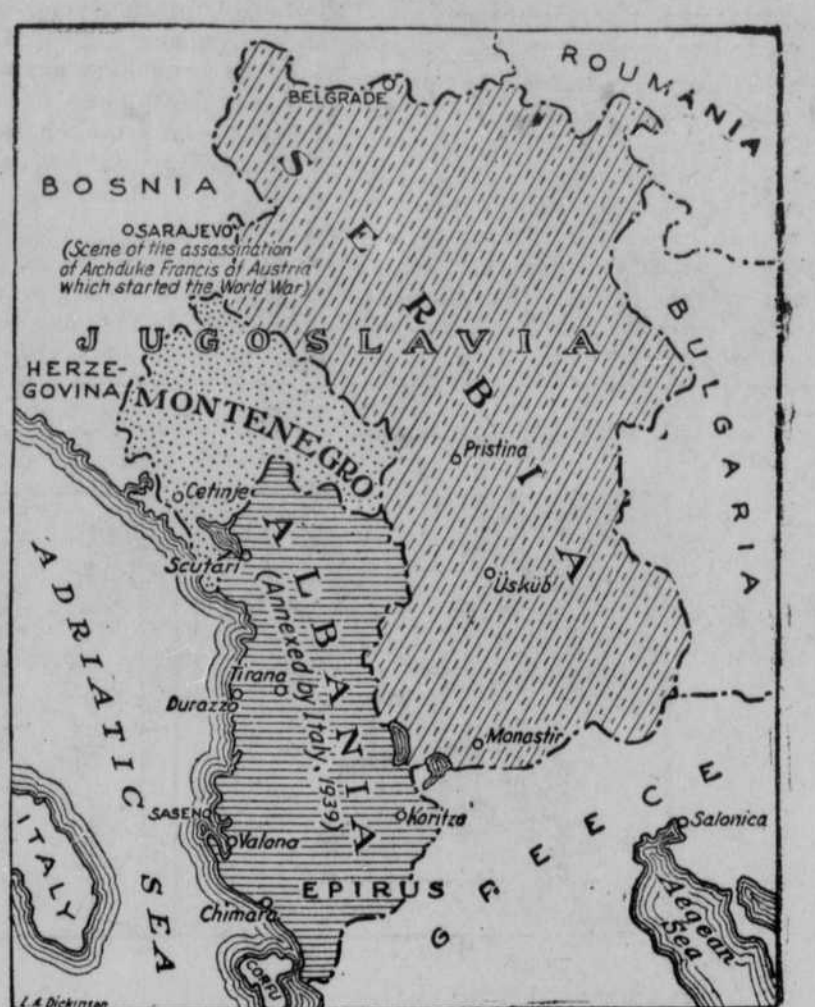 ROUMANIA
BELGRADE
SERBIA
BOSNIA
SARAJEVO
(Scene of the assassination
of Archduke Francis of Austria
which started the World War)
BULGARIA
JUGOSLAVIA
HERZE-
GOVINA
MONTENEGRO
Pristina
Cetinje
ALBANIA
(Annexed by Italy, 1939)
Scutari
Üsküb
ADRIATIC SEA
Tirana
Durazzo
Monastir
SASENO
Koritza
Valona
Salonica
ITALY
EPIRUS
GREECE
Chimara
Aegean
Sea
CORFU
L.A. Dickinson